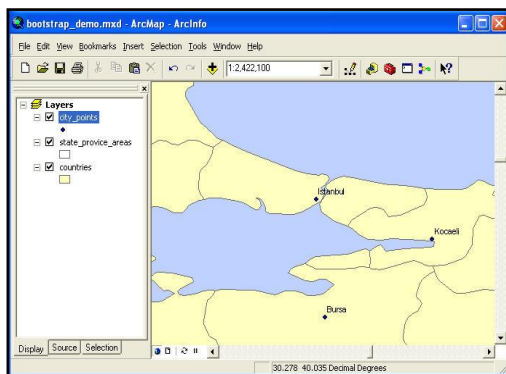 bootstrap_demo.mxd - ArcMap - ArcInfo
File Edit View Bookmarks Insert Selection Tools Window Help
1:2,422,100
Layers
city_points
state_provice_areas
countries
Istanbul
Kocaeli
Bursa
Display Source Selection
30.278 40.035 Decimal Degrees